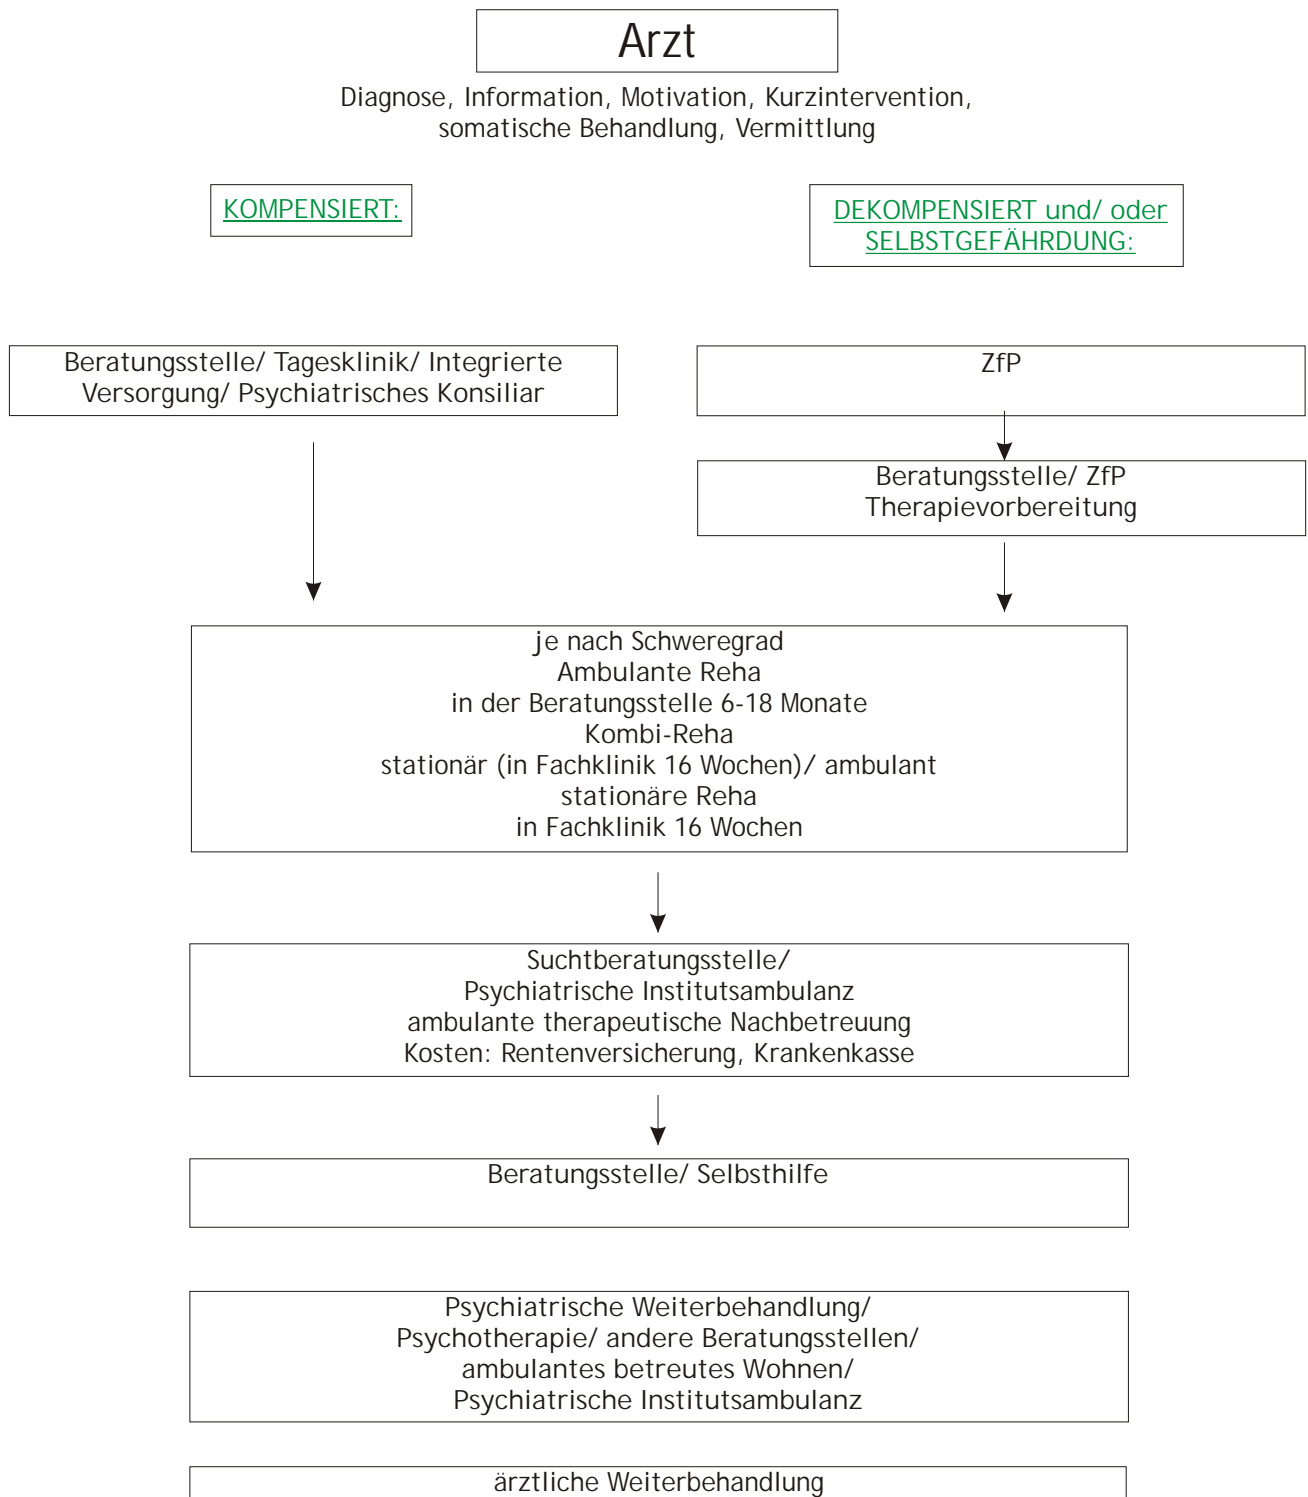 Arzt
Diagnose, Information, Motivation, Kurzintervention,
somatische Behandlung, Vermittlung
KOMPENSIERT:
DEKOMPENSIERT und/ oder
SELBSTGEFÄHRDUNG:
Beratungsstelle/ Tagesklinik/ Integrierte
Versorgung/ Psychiatrisches Konsiliar
ZfP
Beratungsstelle/ ZfP
Therapievorbereitung
je nach Schweregrad
Ambulante Reha
in der Beratungsstelle 6-18 Monate
Kombi-Reha
stationär (in Fachklinik 16 Wochen)/ ambulant
stationäre Reha
in Fachklinik 16 Wochen
Suchtberatungsstelle/
Psychiatrische Institutsambulanz
ambulante therapeutische Nachbetreuung
Kosten: Rentenversicherung, Krankenkasse
Beratungsstelle/ Selbsthilfe
Psychiatrische Weiterbehandlung/
Psychotherapie/ andere Beratungsstellen/
ambulantes betreutes Wohnen/
Psychiatrische Institutsambulanz
ärztliche Weiterbehandlung